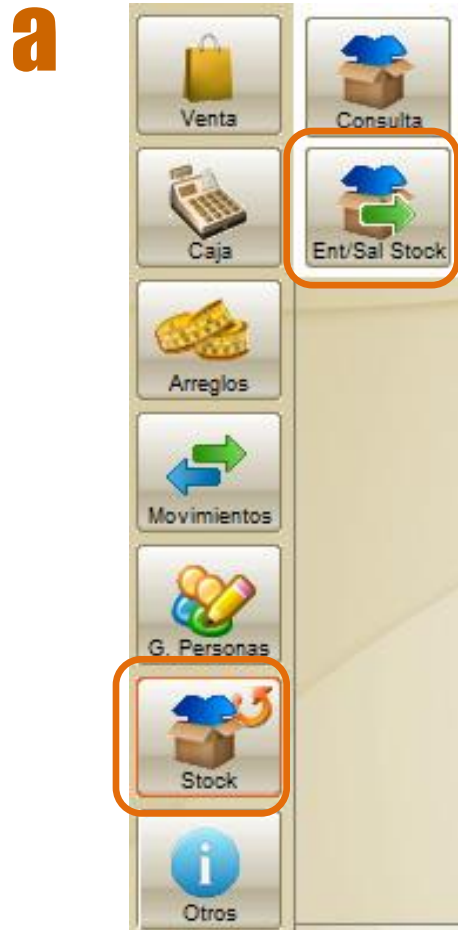 a
Venta
Consulta
Caja
Ent/Sal Stock
Arreglos
Movimientos
G. Personas
Stock
Otros